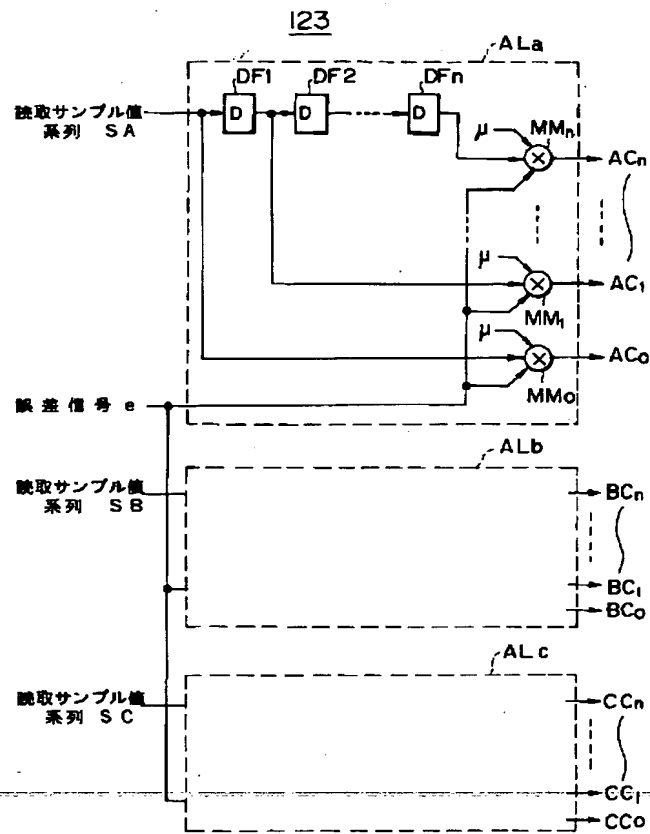 123
ALa
DF1 DF2 DFn
D D D
読取サンプル値
系列 SA
μ MMn ACn
μ MM1 AC1
μ MM0 AC0
誤差信号 e
ALb
読取サンプル値
系列 SB
BCn
BC1
BC0
ALc
読取サンプル値
系列 SC
CCn
CC1
CC0